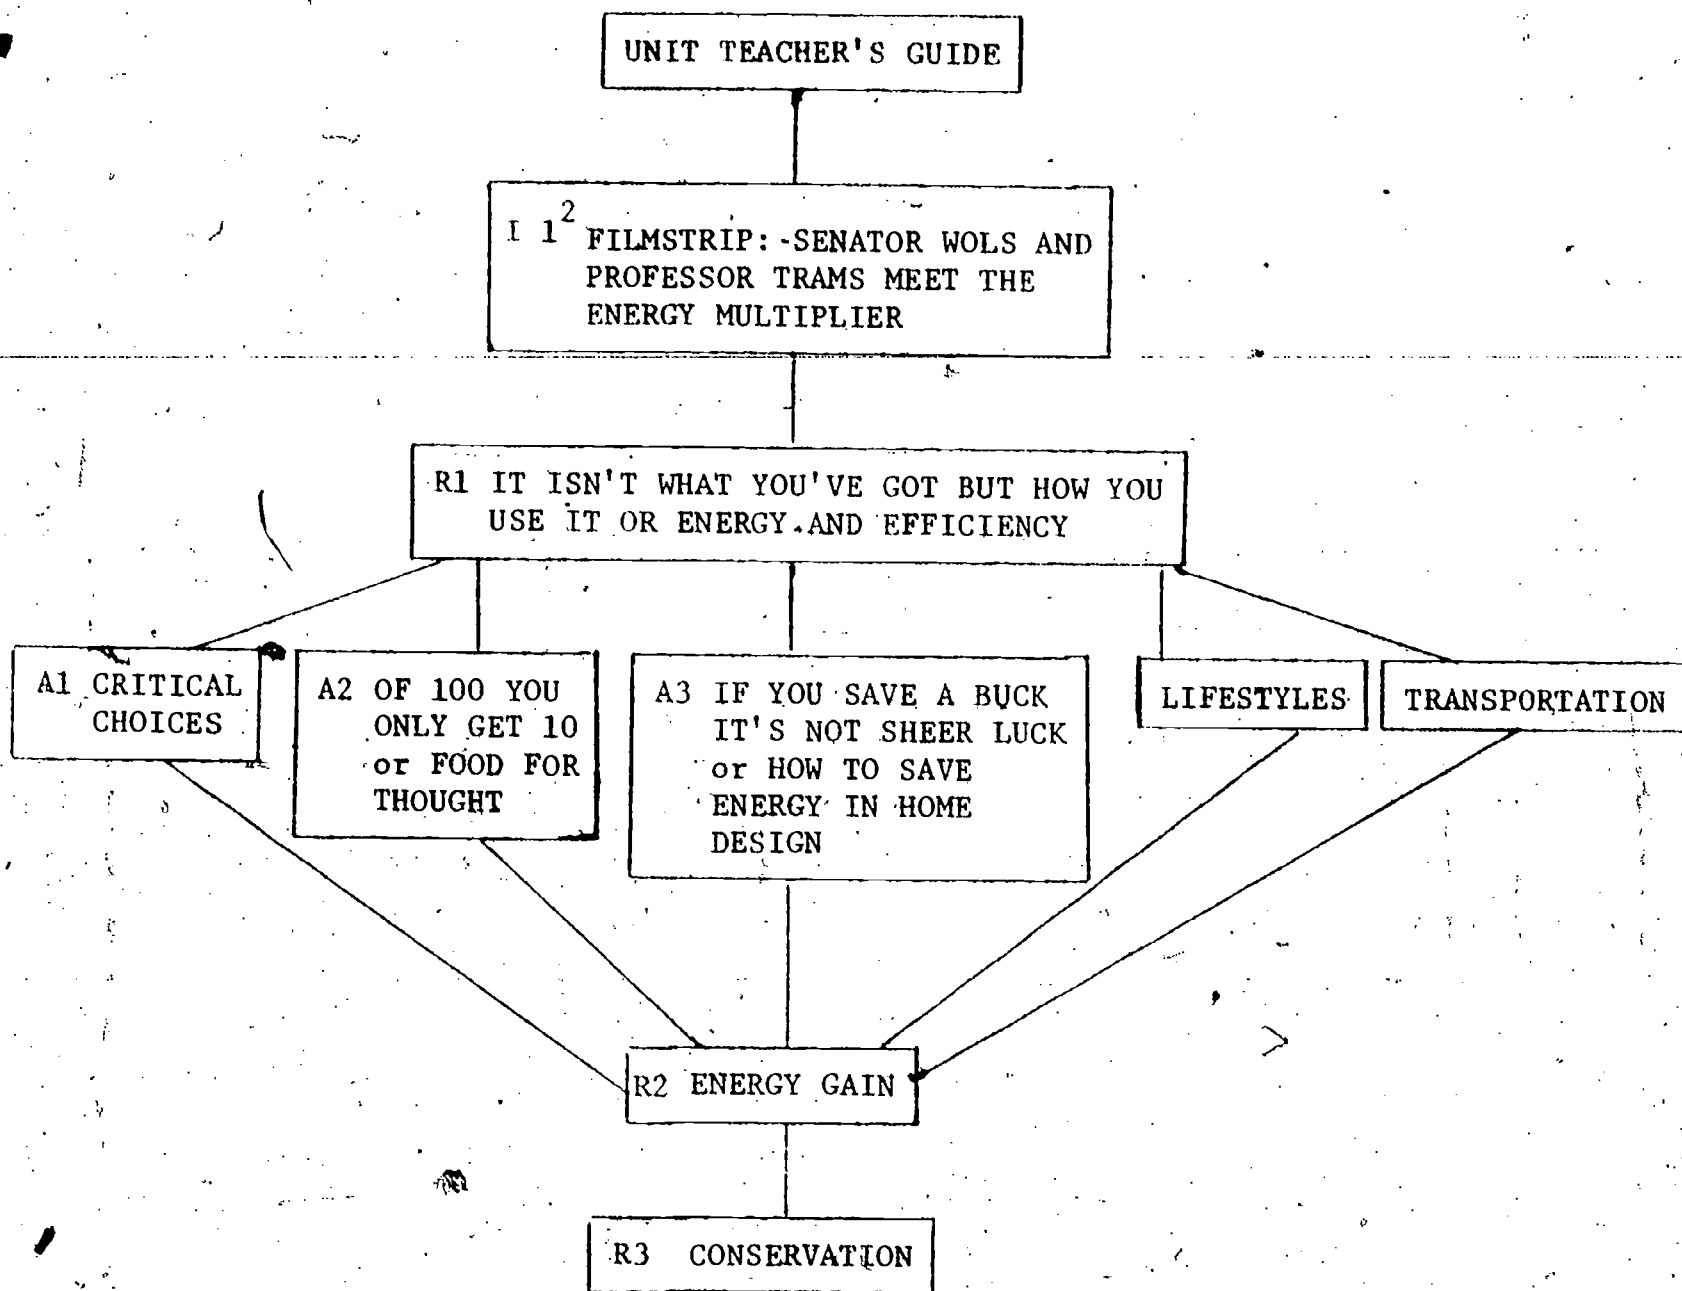 UNIT TEACHER'S GUIDE
I 1² FILMSTRIP: SENATOR WOLS AND
PROFESSOR TRAMS MEET THE
ENERGY MULTIPLIER
R1 IT ISN'T WHAT YOU'VE GOT BUT HOW YOU
USE IT OR ENERGY AND EFFICIENCY
A1 CRITICAL
CHOICES
A2 OF 100 YOU
ONLY GET 10
or FOOD FOR
THOUGHT
A3 IF YOU SAVE A BUCK
IT'S NOT SHEER LUCK
or HOW TO SAVE
ENERGY IN HOME
DESIGN
LIFESTYLES
TRANSPORTATION
R2 ENERGY GAIN
R3 CONSERVATION